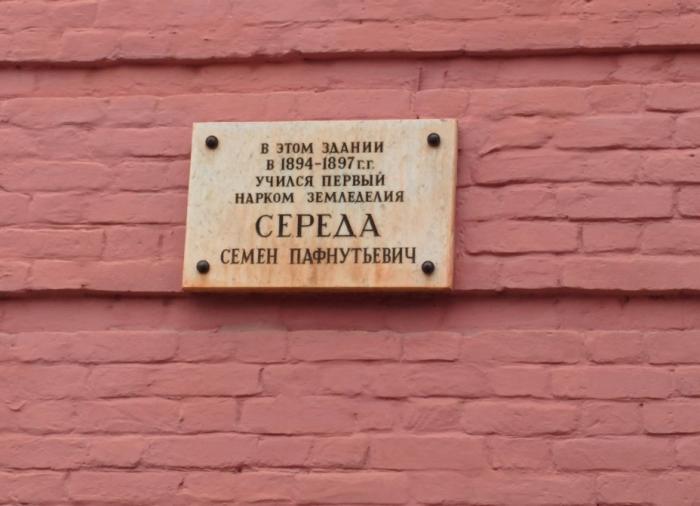 В ЭТОМ ЗДАНИИ
В 1894-1897 г.г.
УЧИЛСЯ ПЕРВЫЙ
НАРКОМ ЗЕМЛЕДЕЛИЯ
СЕРЕДА
СЕМЕН ПАФНУТЬЕВИЧ